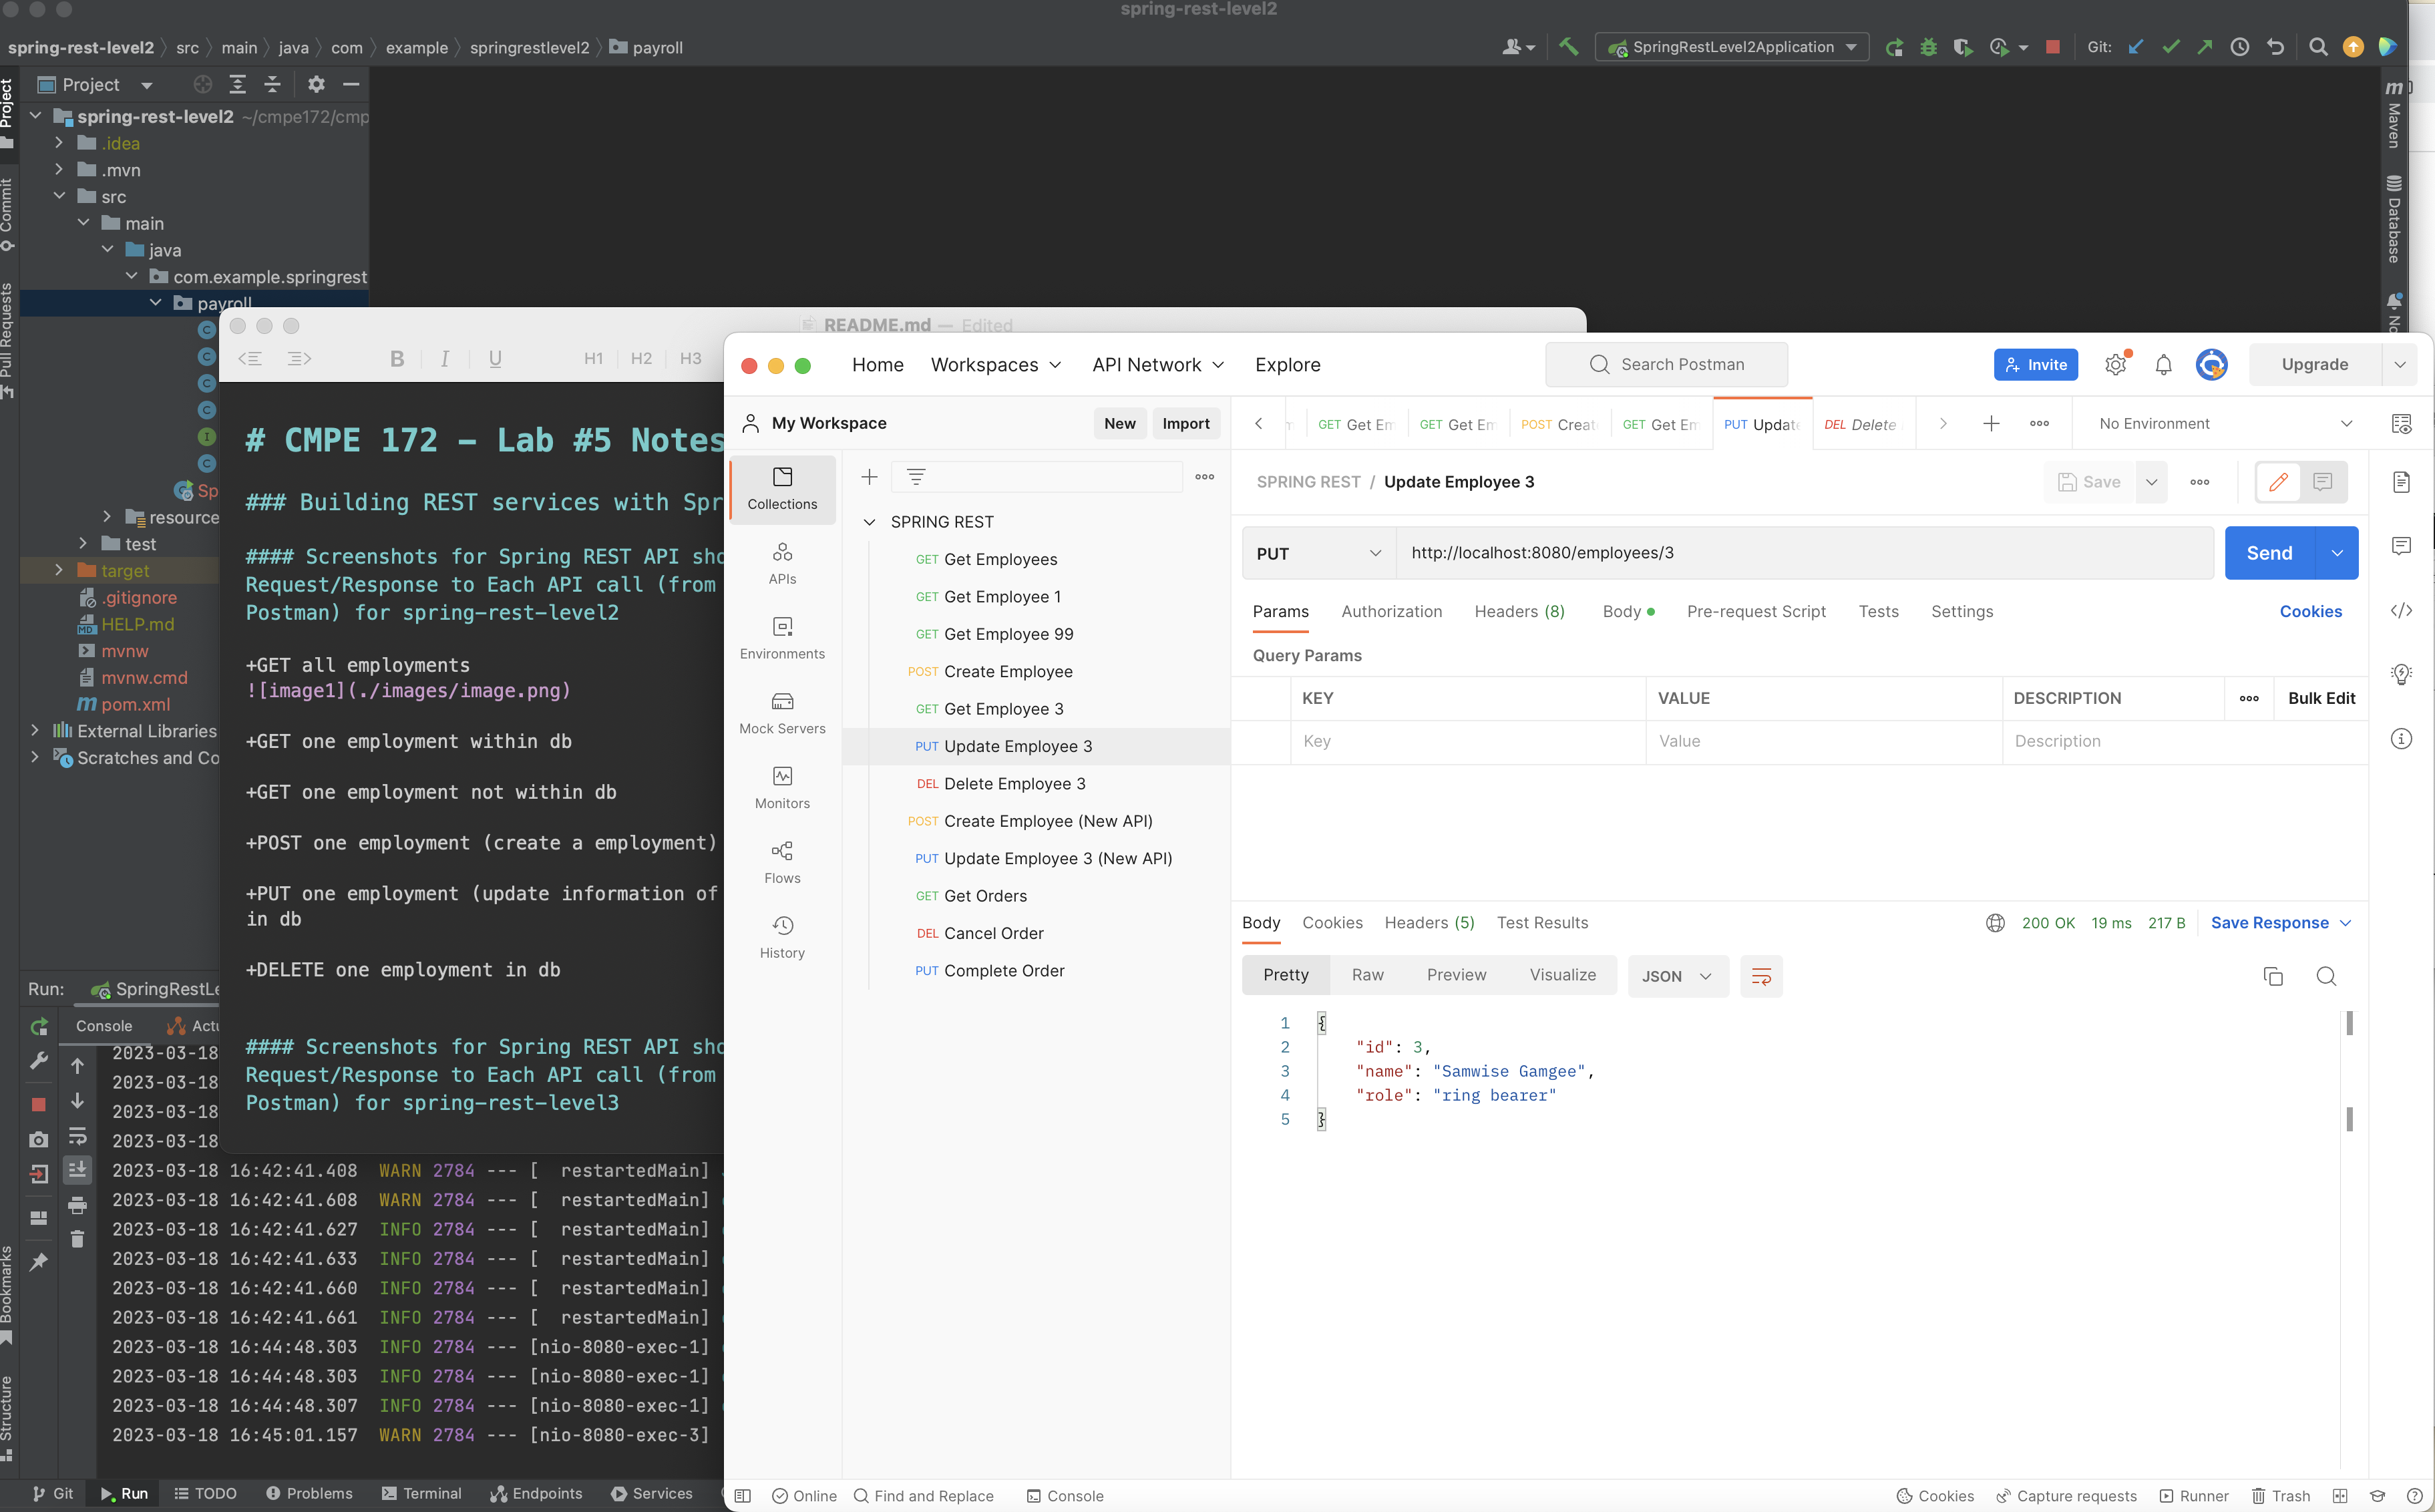 spring-rest-level2
spring-rest-level2 src main java com example springrestlevel2 payroll
SpringRestLevel2Application Git:
Project
spring-rest-level2 ~/cmpe172/cmp
.idea
.mvn
src
main
java
com.example.springrest
payroll
Sp
resource
test
target
.gitignore
HELP.md
mvnw
mvnw.cmd
pom.xml
External Libraries
Scratches and Co
Project
Commit
Pull Requests
Bookmarks
Structure
Maven
Database
No
README.md — Edited
B I U H1 H2 H3
# CMPE 172 - Lab #5 Notes
### Building REST services with Spr
#### Screenshots for Spring REST API sho
Request/Response to Each API call (from
Postman) for spring-rest-level2
+GET all employments
![image1](./images/image.png)
+GET one employment within db
+GET one employment not within db
+POST one employment (create a employment)
+PUT one employment (update information of
in db
+DELETE one employment in db
#### Screenshots for Spring REST API sho
Request/Response to Each API call (from
Postman) for spring-rest-level3
Run: SpringRestLe
Console Actu
2023-03-18
2023-03-18
2023-03-18
2023-03-18
2023-03-18 16:42:41.408 WARN 2784 --- [ restartedMain]
2023-03-18 16:42:41.608 WARN 2784 --- [ restartedMain]
2023-03-18 16:42:41.627 INFO 2784 --- [ restartedMain]
2023-03-18 16:42:41.633 INFO 2784 --- [ restartedMain]
2023-03-18 16:42:41.660 INFO 2784 --- [ restartedMain]
2023-03-18 16:42:41.661 INFO 2784 --- [ restartedMain]
2023-03-18 16:44:48.303 INFO 2784 --- [nio-8080-exec-1]
2023-03-18 16:44:48.303 INFO 2784 --- [nio-8080-exec-1]
2023-03-18 16:44:48.307 INFO 2784 --- [nio-8080-exec-1]
2023-03-18 16:45:01.157 WARN 2784 --- [nio-8080-exec-3]
Git Run TODO Problems Terminal Endpoints Services
Home Workspaces API Network Explore Search Postman Invite Upgrade
My Workspace New Import
GET Get Em GET Get Em POST Creat GET Get Em PUT Update DEL Delete No Environment
Collections
APIs
Environments
Mock Servers
Monitors
Flows
History
SPRING REST
GET Get Employees
GET Get Employee 1
GET Get Employee 99
POST Create Employee
GET Get Employee 3
PUT Update Employee 3
DEL Delete Employee 3
POST Create Employee (New API)
PUT Update Employee 3 (New API)
GET Get Orders
DEL Cancel Order
PUT Complete Order
SPRING REST / Update Employee 3 Save
PUT http://localhost:8080/employees/3 Send
Params Authorization Headers (8) Body Pre-request Script Tests Settings Cookies
Query Params
KEY VALUE DESCRIPTION Bulk Edit
Key Value Description
Body Cookies Headers (5) Test Results 200 OK 19 ms 217 B Save Response
Pretty Raw Preview Visualize JSON
1 {
2 "id": 3,
3 "name": "Samwise Gamgee",
4 "role": "ring bearer"
5 }
Online Find and Replace Console Cookies Capture requests Runner Trash